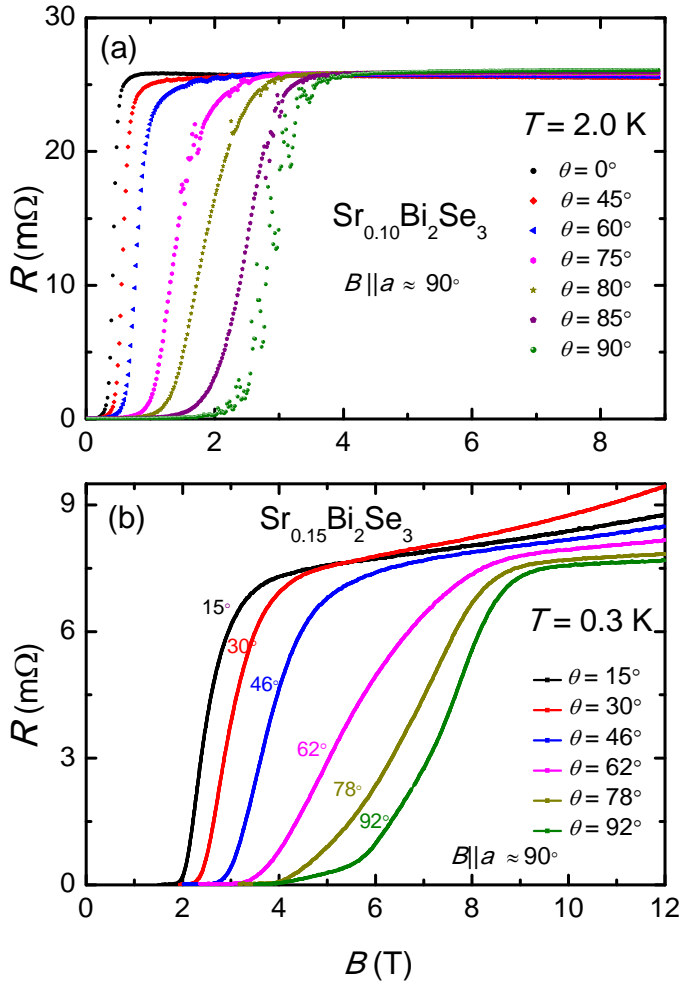 (a)
30
20
10
0
R (mΩ)
T = 2.0 K
θ = 0°
θ = 45°
θ = 60°
θ = 75°
θ = 80°
θ = 85°
θ = 90°
Sr0.10Bi2Se3
B||a ≈ 90°
0 2 4 6 8
(b)
Sr0.15Bi2Se3
9
6
3
0
R (mΩ)
15°
30°
46°
62°
78°
92°
T = 0.3 K
θ = 15°
θ = 30°
θ = 46°
θ = 62°
θ = 78°
θ = 92°
B||a ≈ 90°
0 2 4 6 8 10 12
B (T)